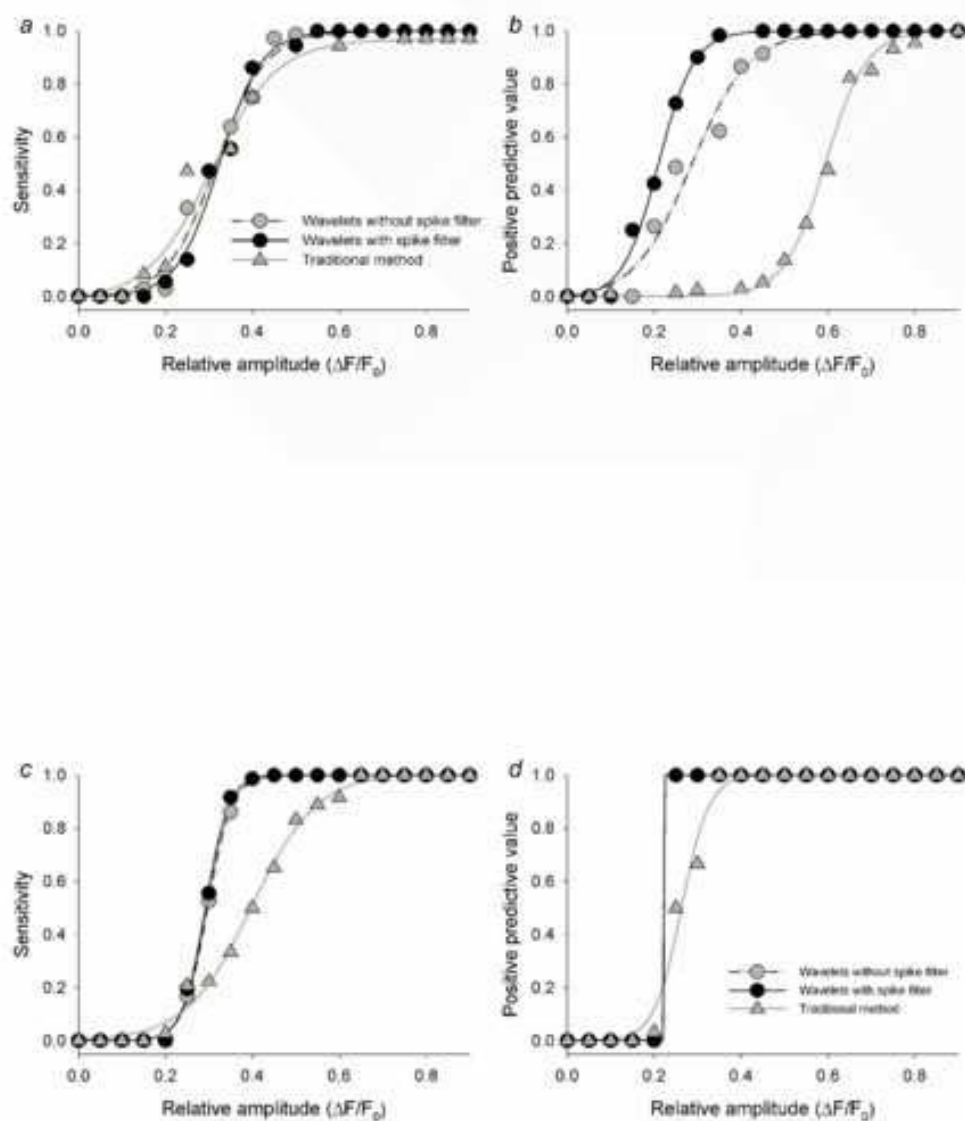 a
1.0
0.8
0.6
0.4
0.2
0.0
Sensitivity
Wavelets without spike filter
Wavelets with spike filter
Traditional method
0.0 0.2 0.4 0.6 0.8
Relative amplitude (ΔF/F0)
b
1.0
0.8
0.6
0.4
0.2
0.0
Positive predictive value
0.0 0.2 0.4 0.6 0.8
Relative amplitude (ΔF/F0)
c
1.0
0.8
0.6
0.4
0.2
0.0
Sensitivity
0.0 0.2 0.4 0.6 0.8
Relative amplitude (ΔF/F0)
d
1.0
0.8
0.6
0.4
0.2
0.0
Positive predictive value
Wavelets without spike filter
Wavelets with spike filter
Traditional method
0.0 0.2 0.4 0.6 0.8
Relative amplitude (ΔF/F0)